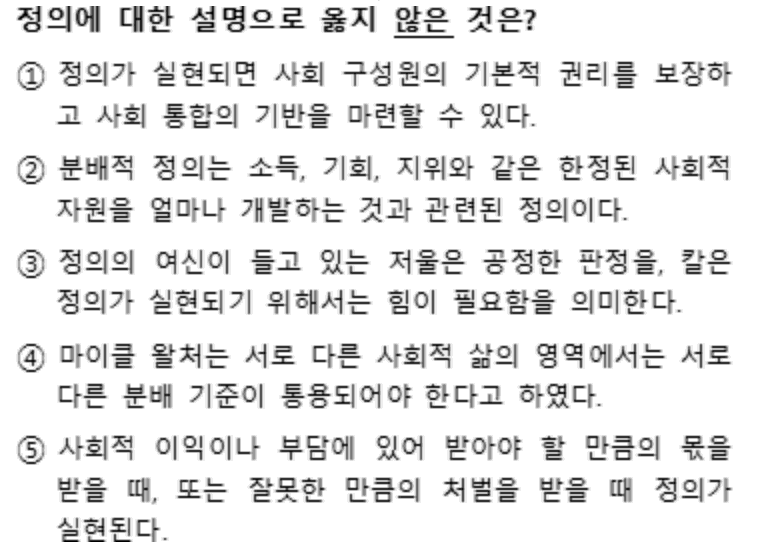 정의에 대한 설명으로 옳지 않은 것은?
① 정의가 실현되면 사회 구성원의 기본적 권리를 보장하
고 사회 통합의 기반을 마련할 수 있다.
② 분배적 정의는 소득, 기회, 지위와 같은 한정된 사회적
자원을 얼마나 개발하는 것과 관련된 정의이다.
③ 정의의 여신이 들고 있는 저울은 공정한 판정을, 칼은
정의가 실현되기 위해서는 힘이 필요함을 의미한다.
④ 마이클 왈처는 서로 다른 사회적 삶의 영역에서는 서로
다른 분배 기준이 통용되어야 한다고 하였다.
⑤ 사회적 이익이나 부담에 있어 받아야 할 만큼의 몫을
받을 때, 또는 잘못한 만큼의 처벌을 받을 때 정의가
실현된다.